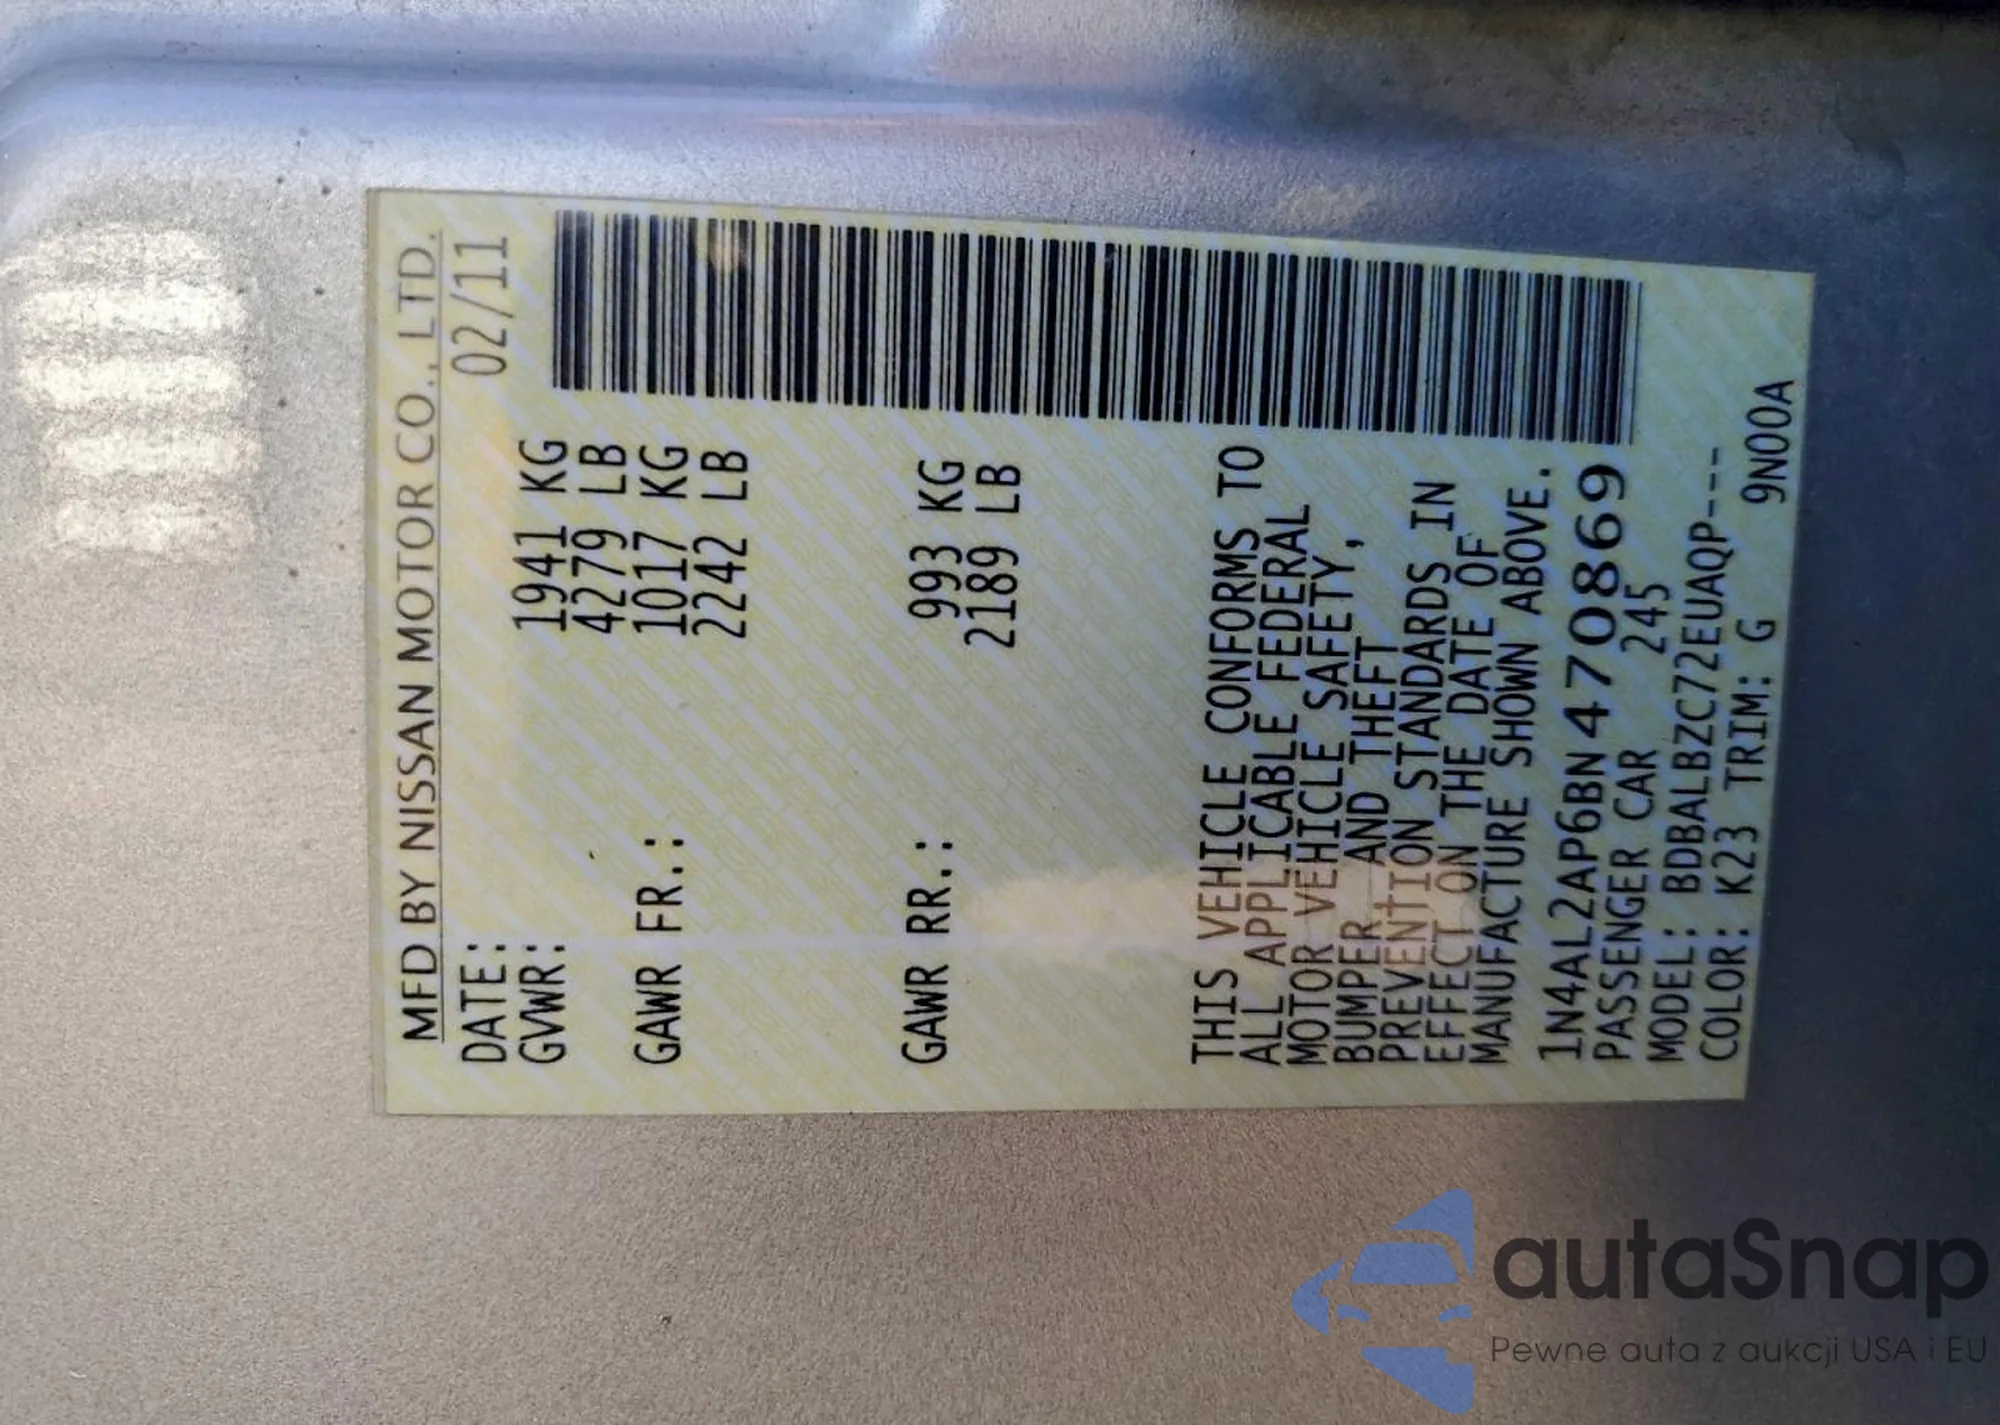 MFD BY NISSAN MOTOR CO., LTD.
DATE: 02/11
GVWR: 1941 KG
4279 LB
GAWR FR.: 1017 KG
2242 LB
GAWR RR.: 993 KG
2189 LB
THIS VEHICLE CONFORMS TO
ALL APPLICABLE FEDERAL
MOTOR VEHICLE SAFETY,
BUMPER AND THEFT
PREVENTION STANDARDS IN
EFFECT ON THE DATE OF
MANUFACTURE SHOWN ABOVE.
1N4AL2AP6BN470869
PASSENGER CAR 245
MODEL: BDBALBZC72EUAQP---
COLOR: K23 TRIM: G 9N00A
autaSnap
Pewne auta z aukcji USA i EU